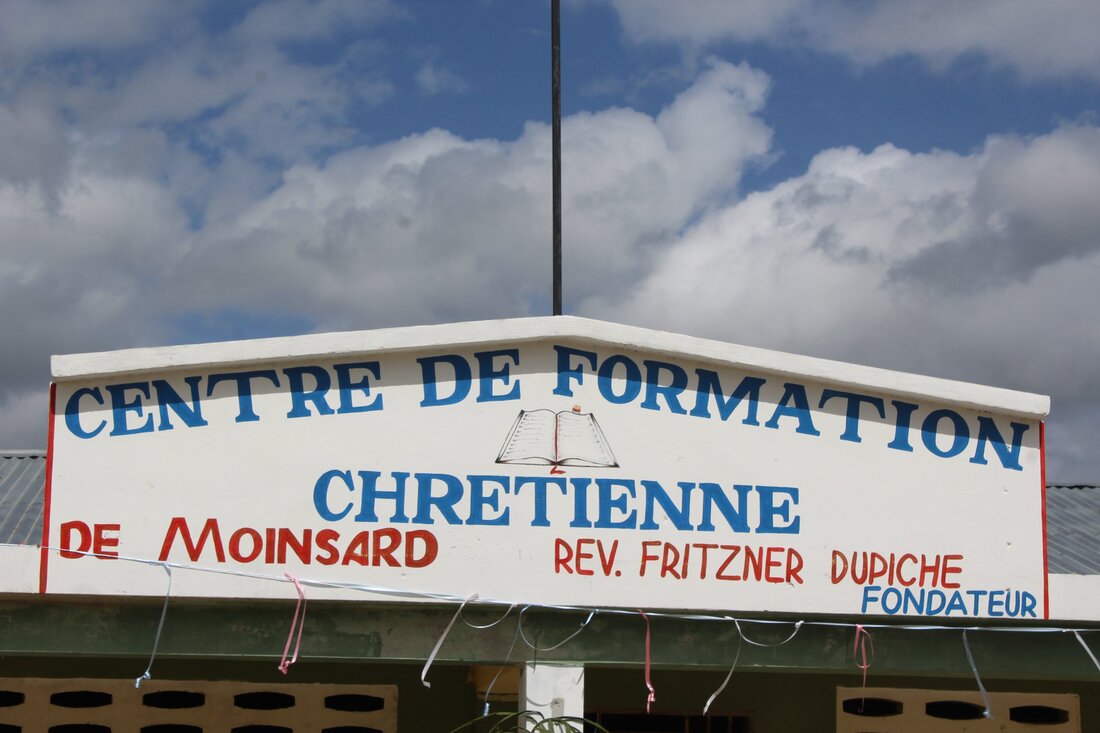 CENTRE DE FORMATION
CHRETIENNE
DE MOINSARD
REV. FRITZNER DUPICHE
FONDATEUR